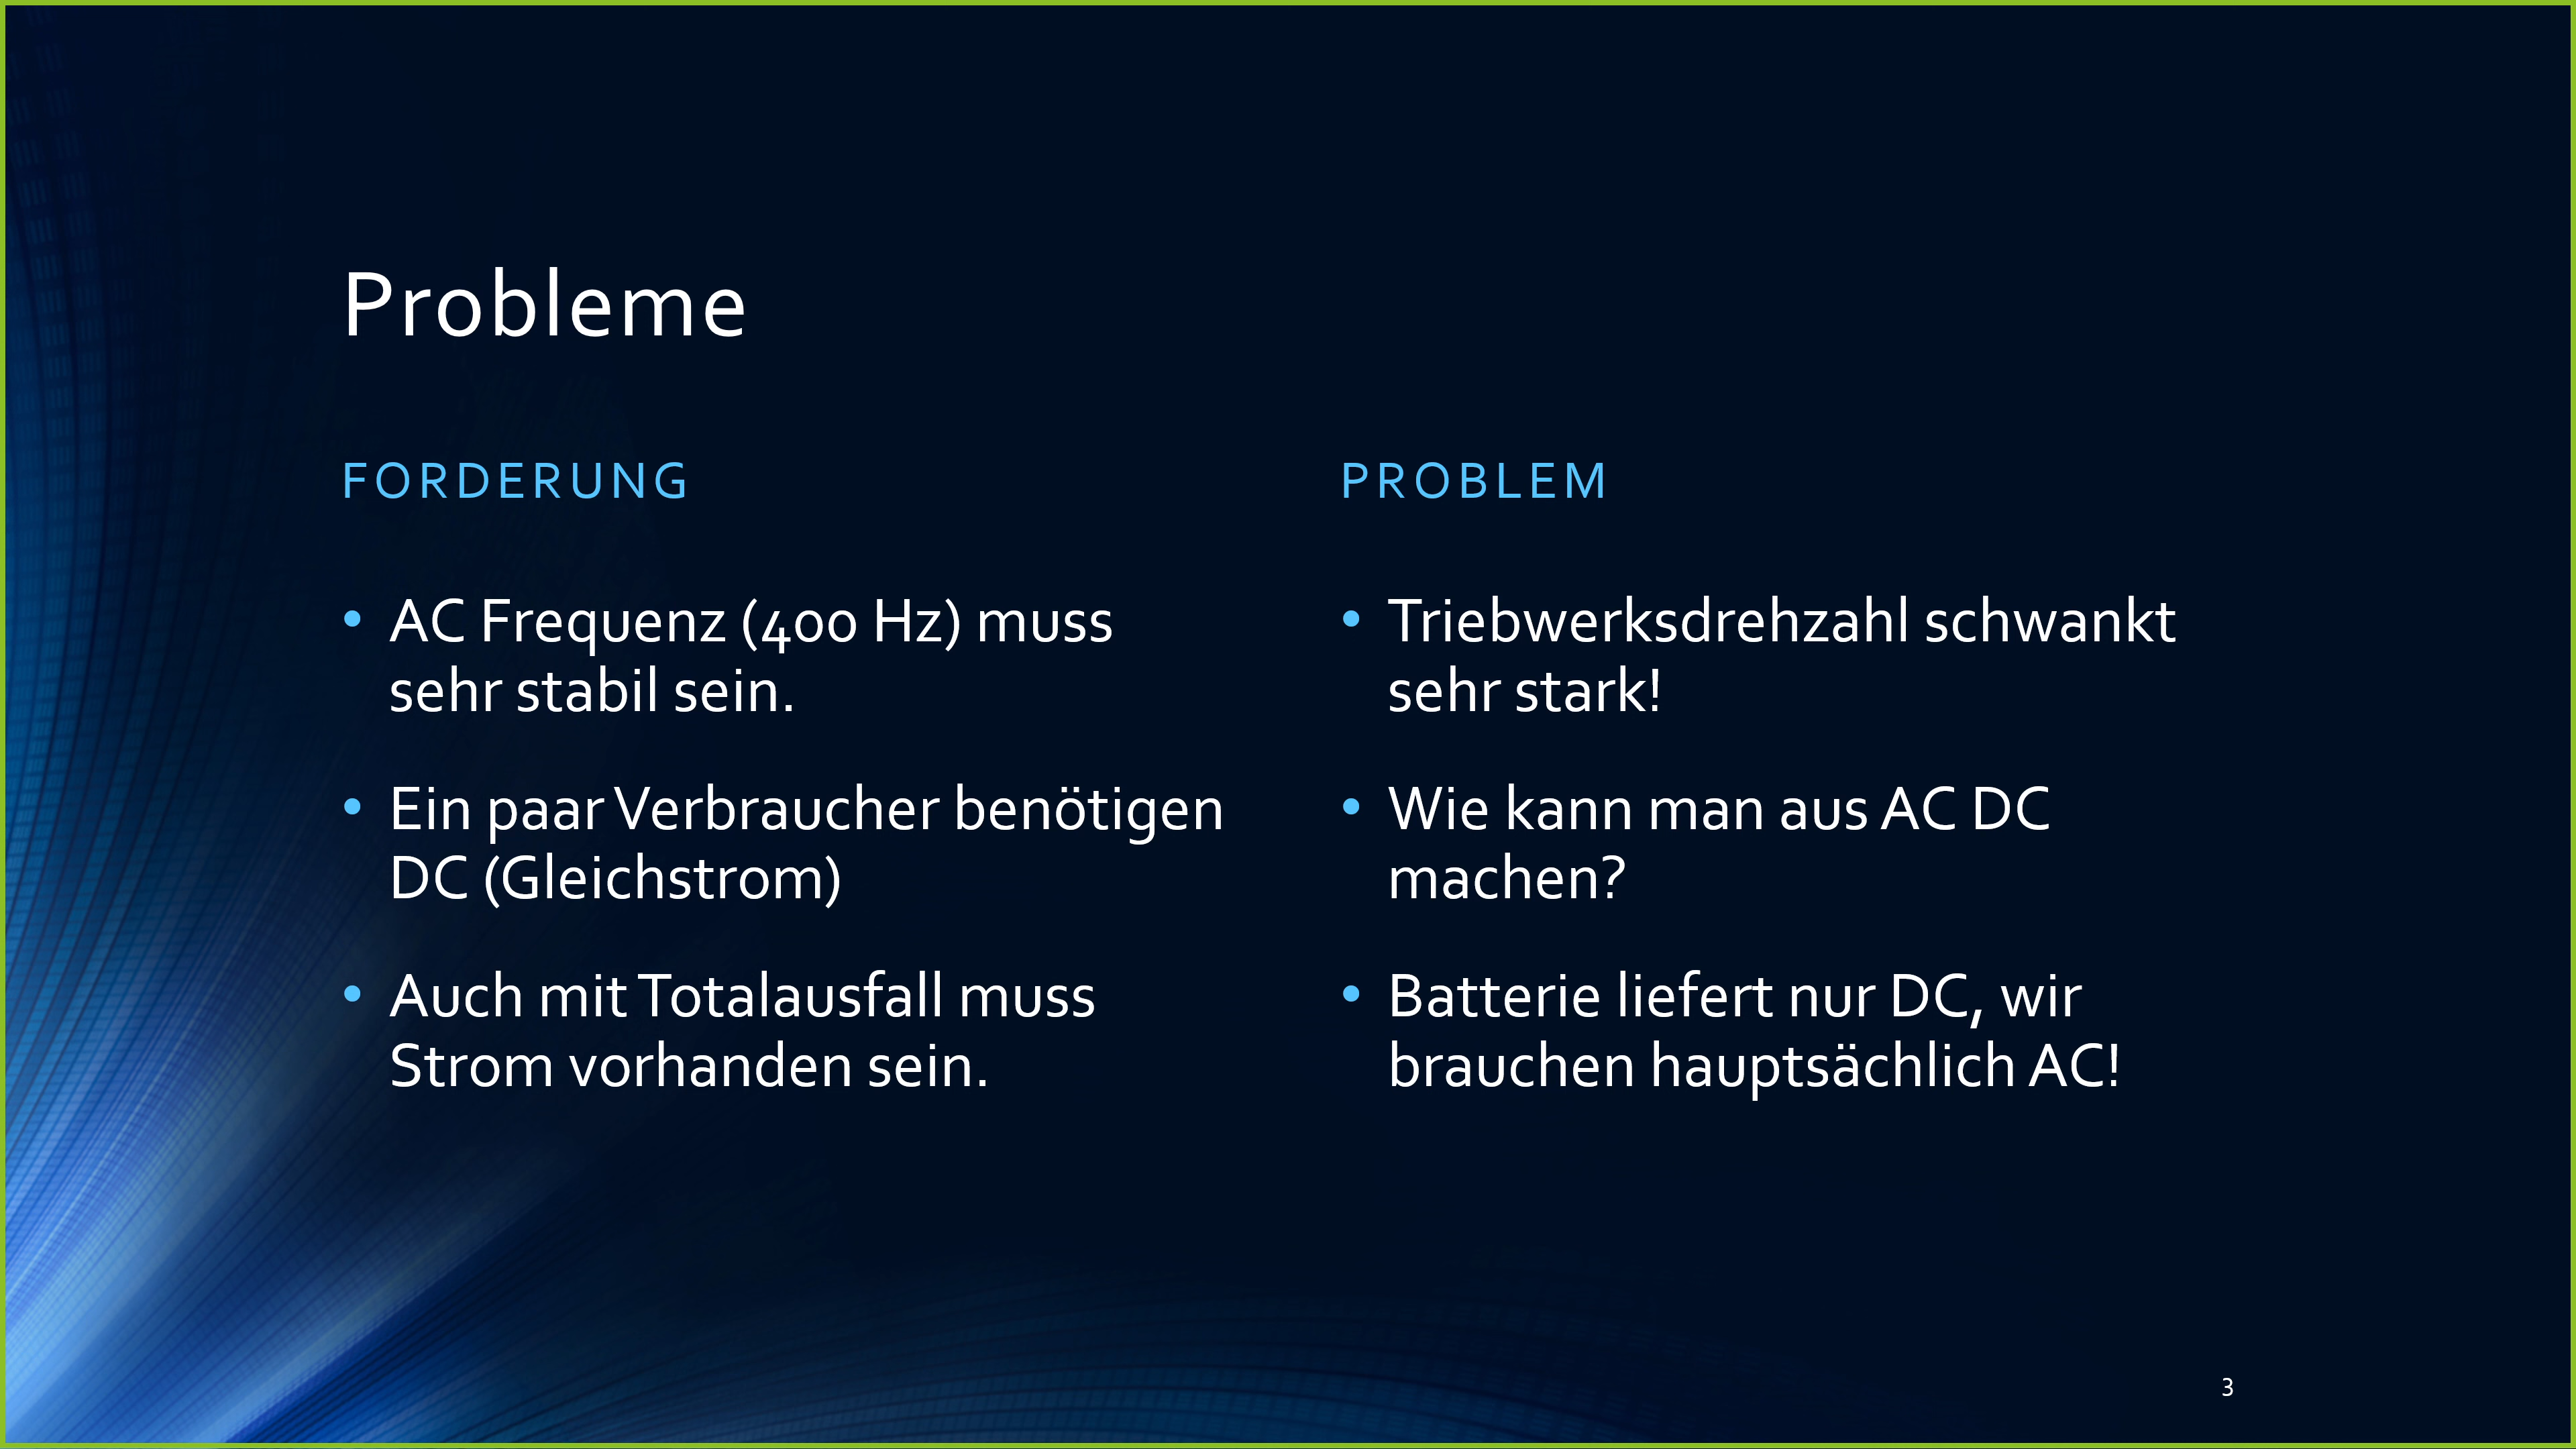 Probleme
FORDERUNG
• AC Frequenz (400 Hz) muss
sehr stabil sein.
• Ein paar Verbraucher benötigen
DC (Gleichstrom)
• Auch mit Totalausfall muss
Strom vorhanden sein.
PROBLEM
• Triebwerksdrehzahl schwankt
sehr stark!
• Wie kann man aus AC DC
machen?
• Batterie liefert nur DC, wir
brauchen hauptsächlich AC!
3